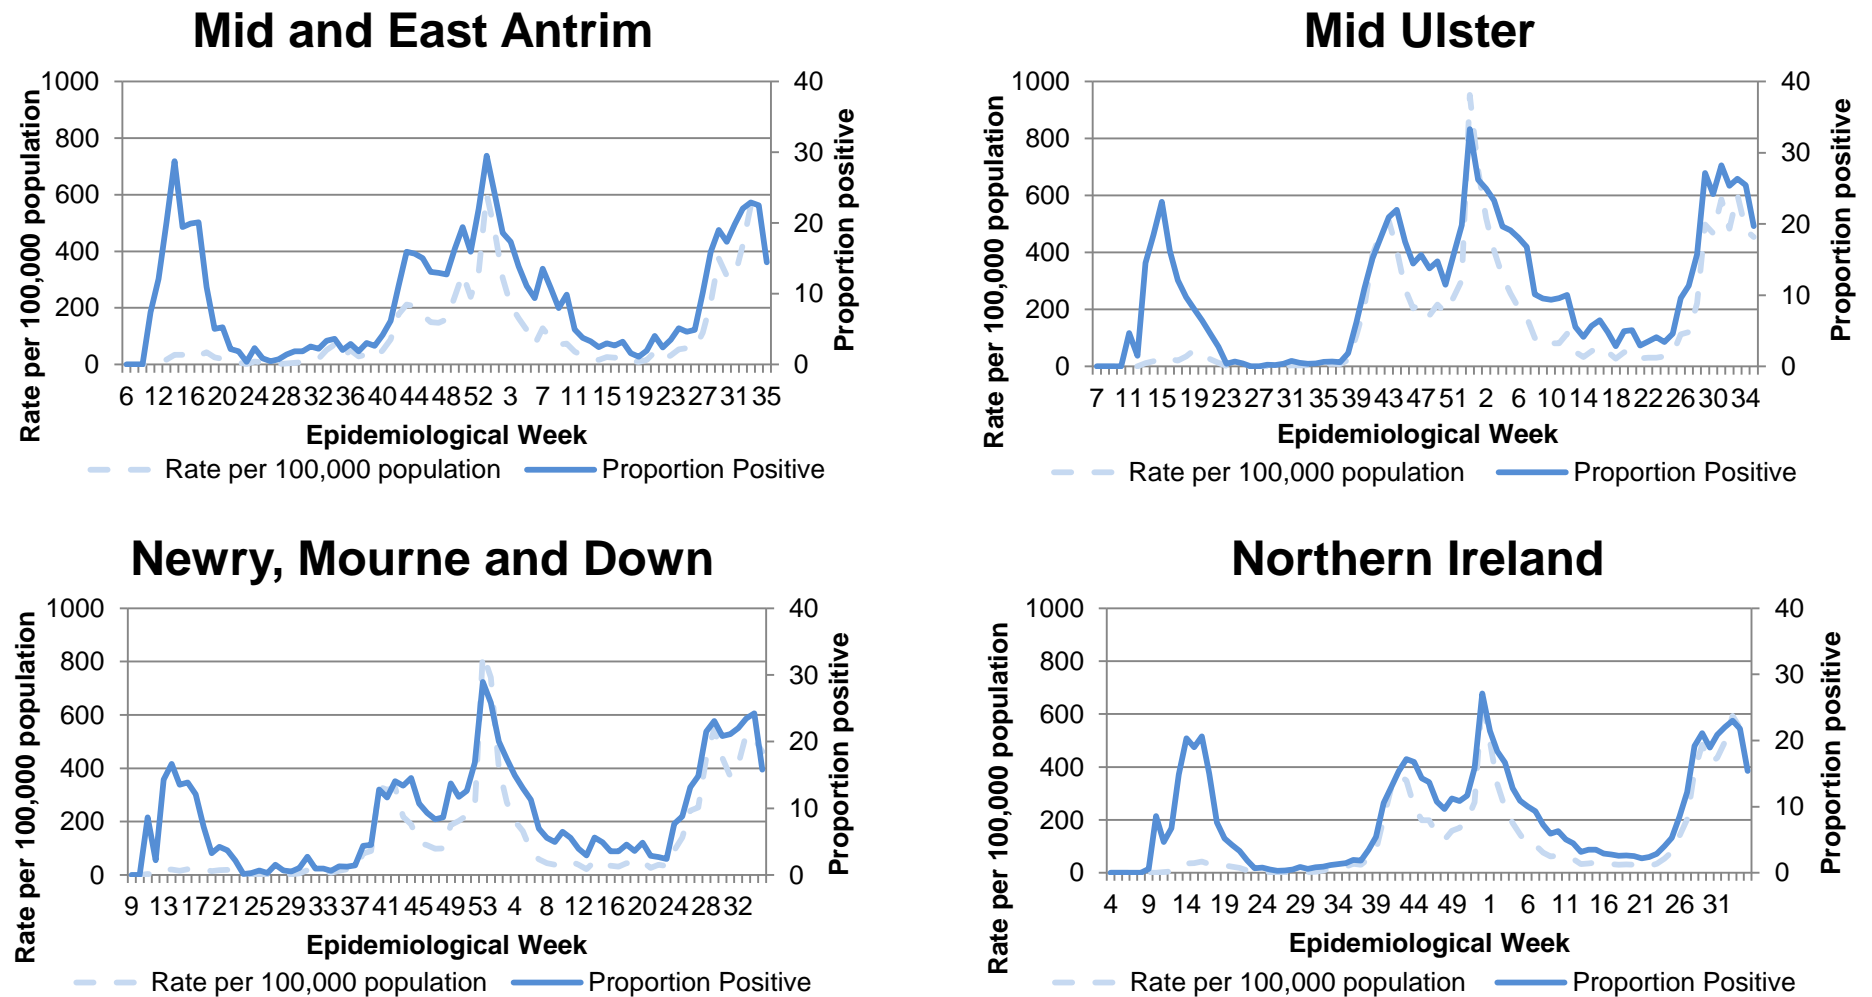 Mid and East Antrim
Rate per 100,000 population
1000
800
600
400
200
0
40
30
20
10
0
Proportion positive
6 12 16 20 24 28 32 36 40 44 48 52 3 7 11 15 19 23 27 31 35
Epidemiological Week
Rate per 100,000 population Proportion Positive
Mid Ulster
Rate per 100,000 population
1000
800
600
400
200
0
40
30
20
10
0
Proportion positive
7 11 15 19 23 27 31 35 39 43 47 51 2 6 10 14 18 22 26 30 34
Epidemiological Week
Rate per 100,000 population Proportion Positive
Newry, Mourne and Down
Rate per 100,000 population
1000
800
600
400
200
0
40
30
20
10
0
Proportion positive
9 13 17 21 25 29 33 37 41 45 49 53 4 8 12 16 20 24 28 32
Epidemiological Week
Rate per 100,000 population Proportion Positive
Northern Ireland
Rate per 100,000 population
1000
800
600
400
200
0
40
30
20
10
0
Proportion positive
4 9 14 19 24 29 34 39 44 49 1 6 11 16 21 26 31
Epidemiological Week
Rate per 100,000 population Proportion Positive